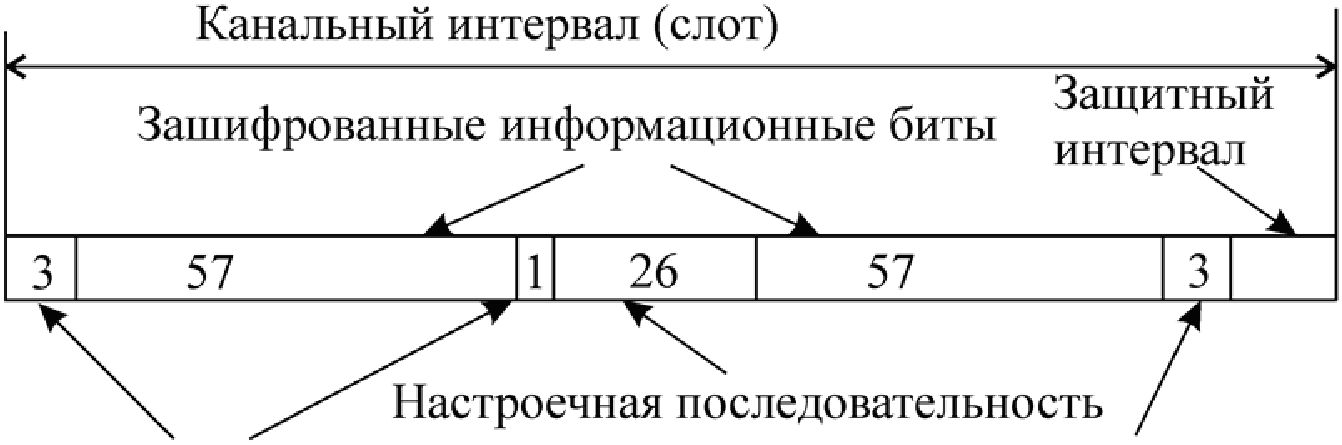 Канальный интервал (слот)
Зашифрованные информационные биты
Защитный
интервал
3 57 1 26 57 3
Настроечная последовательность